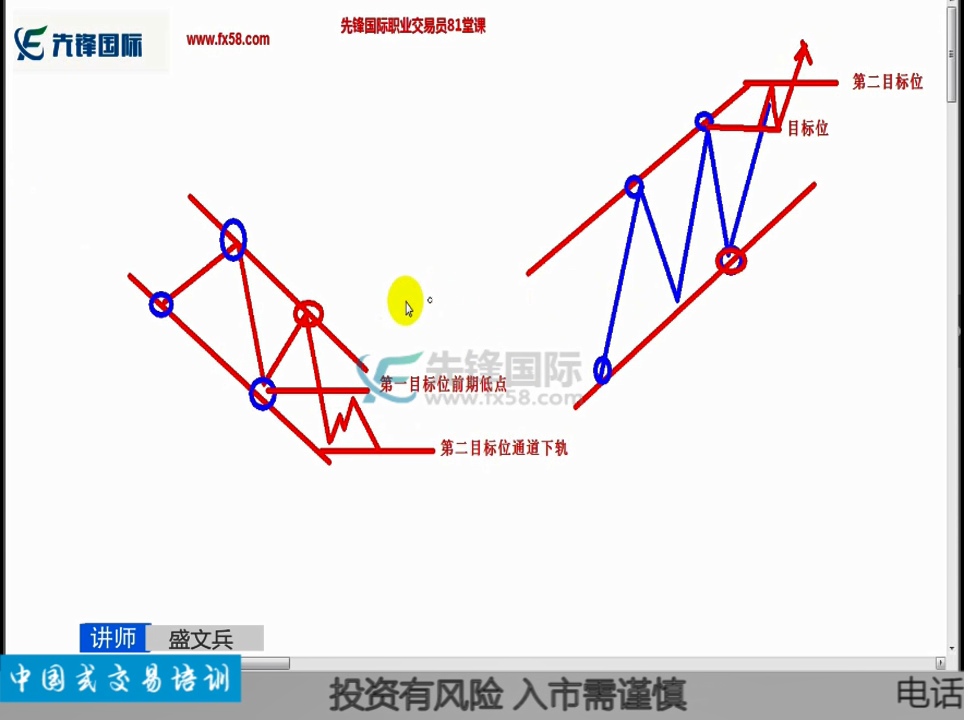 先锋国际
www.fx58.com
先锋国际职业交易员81堂课
第二目标位
目标位
先锋国际
www.fx58.com
第一目标位前期低点
第二目标位通道下轨
讲师 盛文兵
中国式交易培训
投资有风险 入市需谨慎
电话